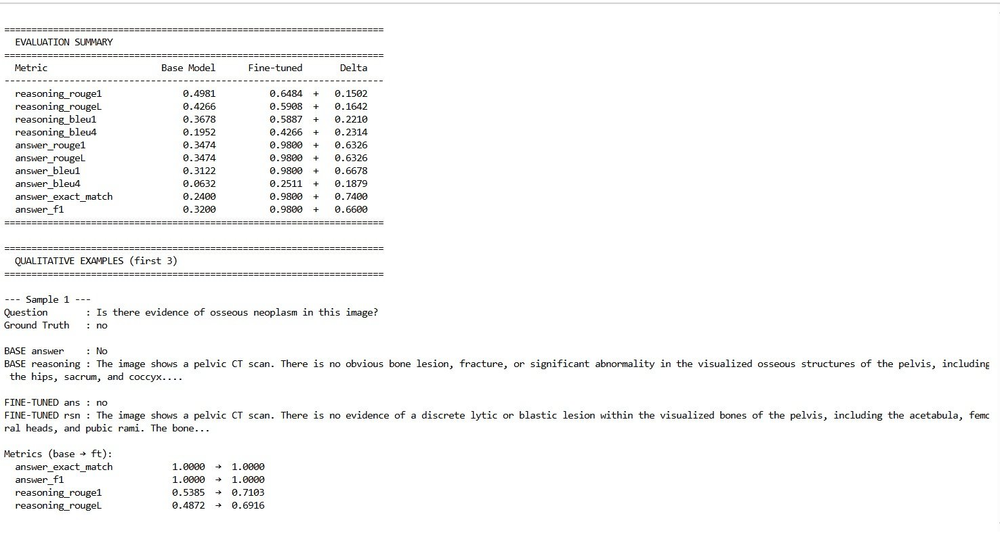 ======================================================================
EVALUATION SUMMARY
======================================================================
Metric Base Model Fine-tuned Delta
----------------------------------------------------------------------
reasoning_rouge1 0.4981 0.6484 + 0.1502
reasoning_rougeL 0.4266 0.5908 + 0.1642
reasoning_bleu1 0.3678 0.5887 + 0.2210
reasoning_bleu4 0.1952 0.4266 + 0.2314
answer_rouge1 0.3474 0.9800 + 0.6326
answer_rougeL 0.3474 0.9800 + 0.6326
answer_bleu1 0.3122 0.9800 + 0.6678
answer_bleu4 0.0632 0.2511 + 0.1879
answer_exact_match 0.2400 0.9800 + 0.7400
answer_f1 0.3200 0.9800 + 0.6600
======================================================================
======================================================================
QUALITATIVE EXAMPLES (first 3)
======================================================================
--- Sample 1 ---
Question : Is there evidence of osseous neoplasm in this image?
Ground Truth : no
BASE answer : No
BASE reasoning : The image shows a pelvic CT scan. There is no obvious bone lesion, fracture, or significant abnormality in the visualized osseous structures of the pelvis, including
the hips, sacrum, and coccyx....
FINE-TUNED ans : no
FINE-TUNED rsn : The image shows a pelvic CT scan. There is no evidence of a discrete lytic or blastic lesion within the visualized bones of the pelvis, including the acetabula, femo
ral heads, and pubic rami. The bone...
Metrics (base → ft):
answer_exact_match 1.0000 → 1.0000
answer_f1 1.0000 → 1.0000
reasoning_rouge1 0.5385 → 0.7103
reasoning_rougeL 0.4872 → 0.6916